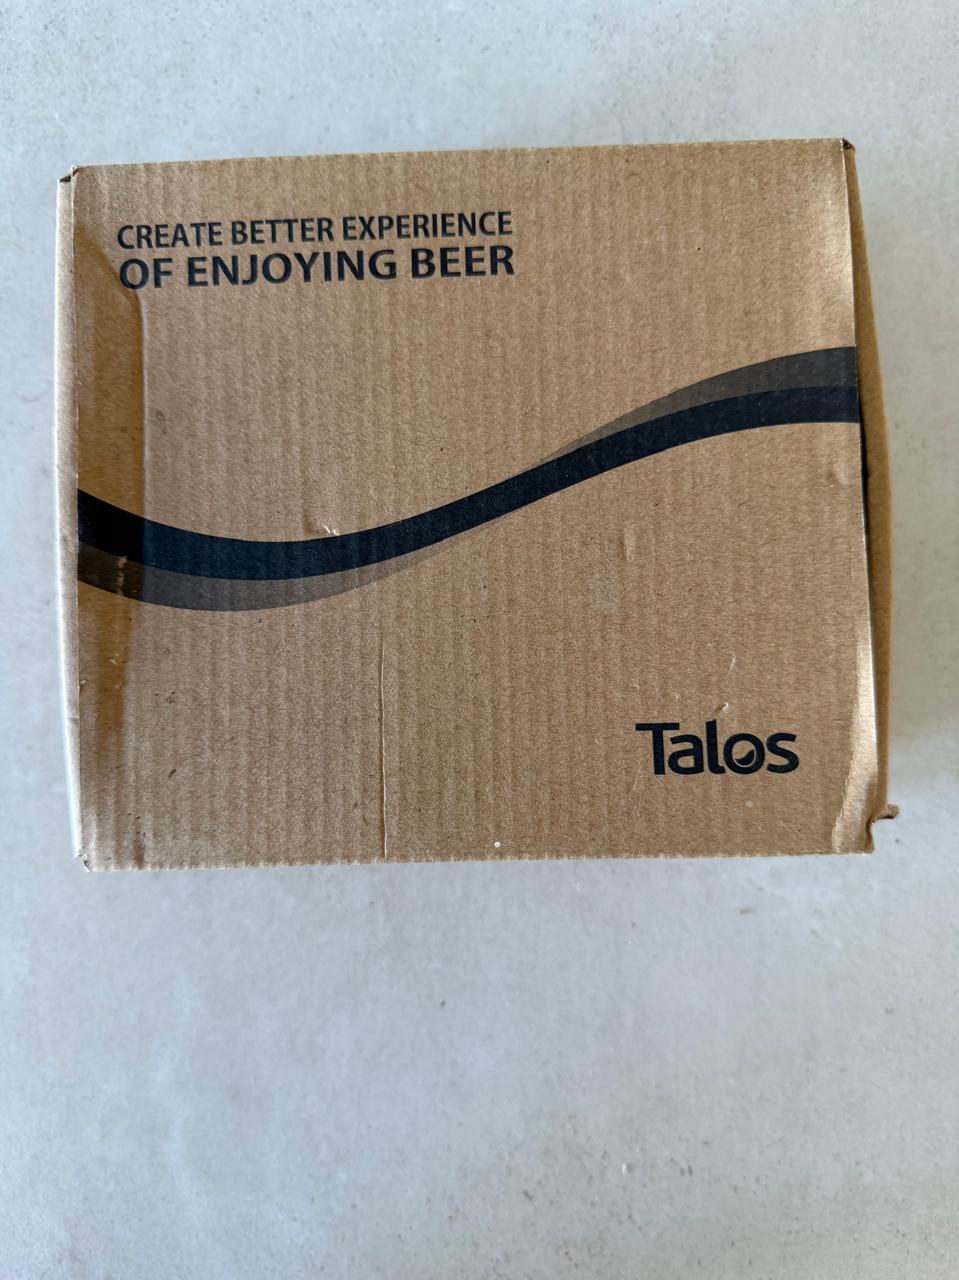 CREATE BETTER EXPERIENCE
OF ENJOYING BEER
Talos